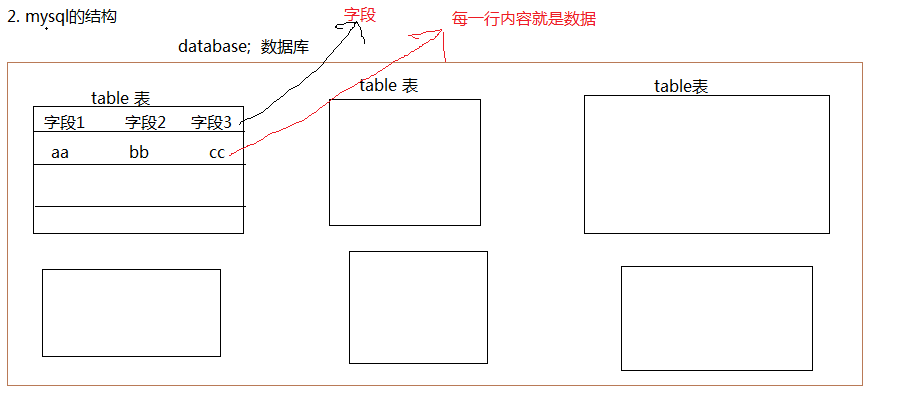 2. mysql的结构
字段
每一行内容就是数据
database; 数据库
table 表
table 表
table表
字段1 字段2 字段3
aa bb cc